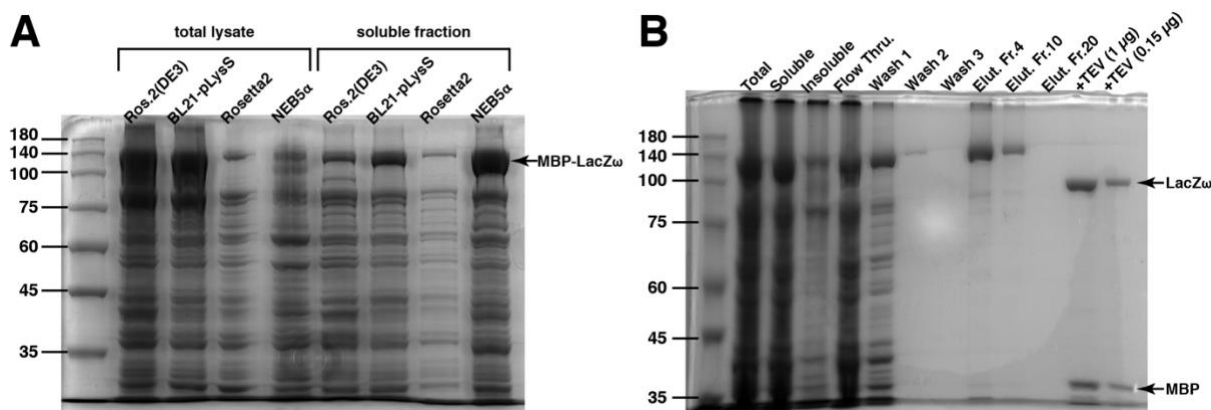 A
total lysate
soluble fraction
Ros.2(DE3)
BL21-pLysS
Rosetta2
NEB5α
Ros.2(DE3)
BL21-pLysS
Rosetta2
NEB5α
180
140
100
75
60
45
35
MBP-LacZω
B
Total
Soluble
Insoluble
Flow Thru.
Wash 1
Wash 2
Wash 3
Elut. Fr.4
Elut. Fr.10
Elut. Fr.20
+TEV (1 µg)
+TEV (0.15 µg)
180
140
100
75
60
45
35
LacZω
MBP